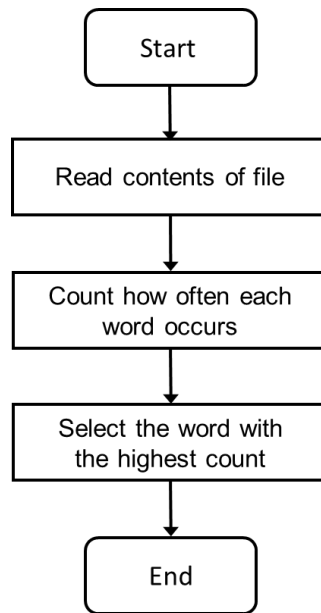 Start
Read contents of file
Count how often each
word occurs
Select the word with
the highest count
End